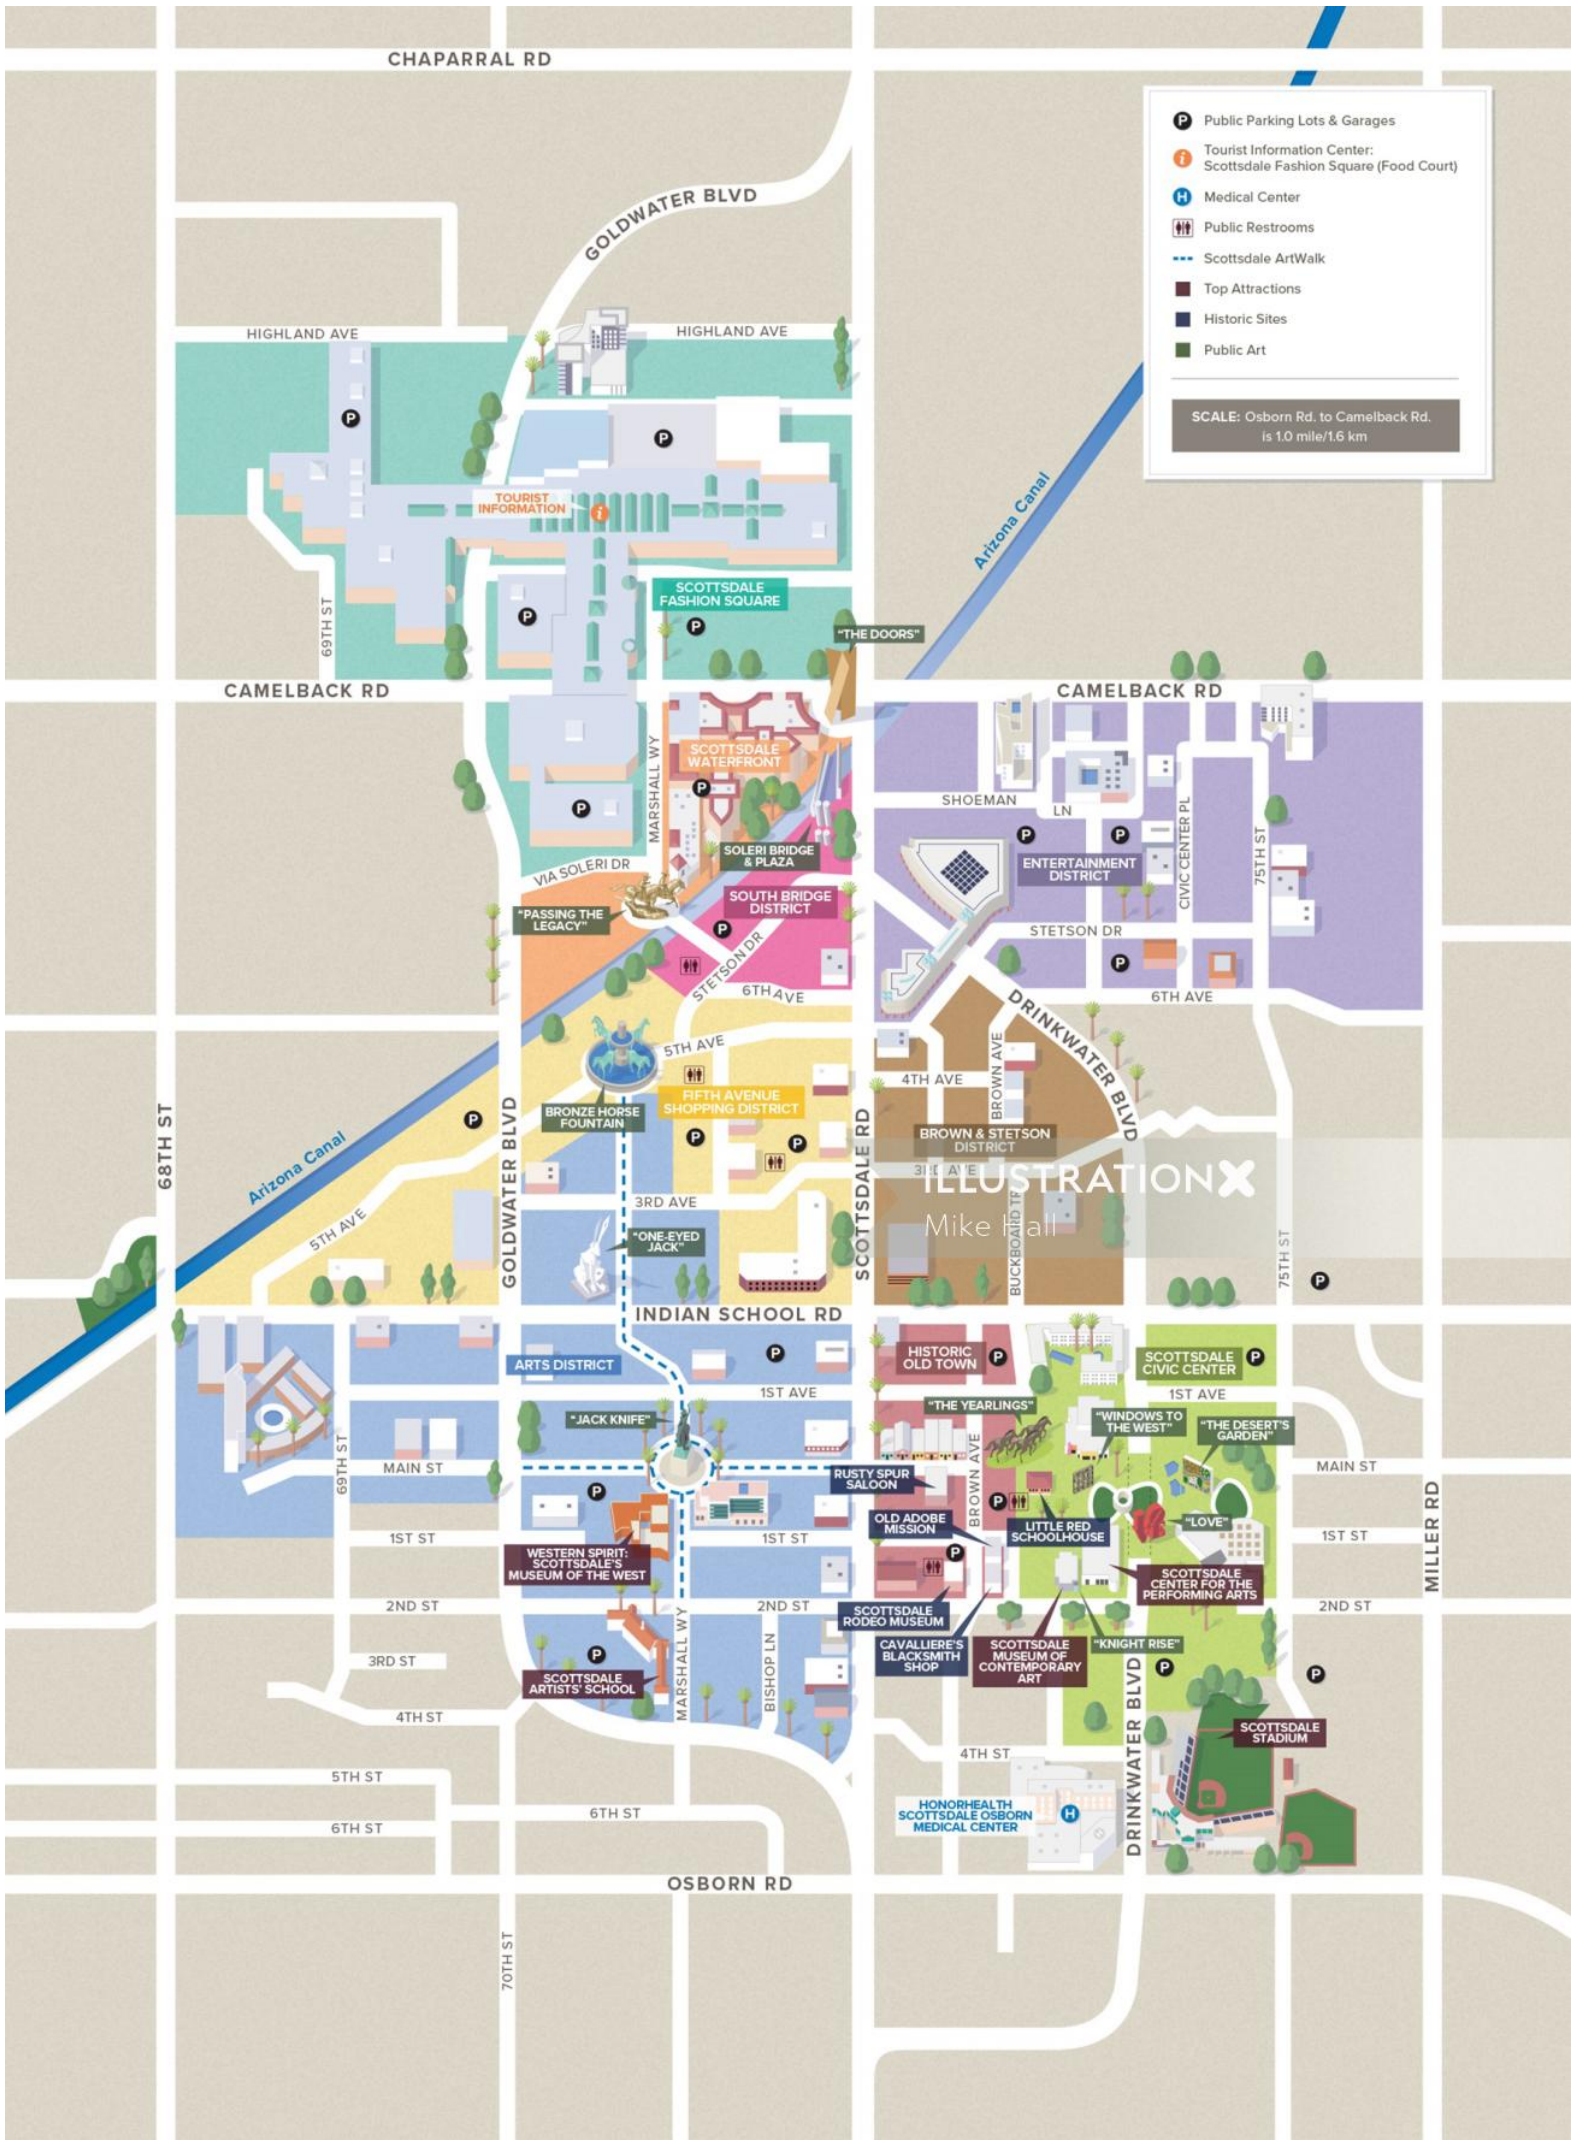 CHAPARRAL RD
GOLDWATER BLVD
P Public Parking Lots & Garages
i Tourist Information Center:
Scottsdale Fashion Square (Food Court)
H Medical Center
Public Restrooms
Scottsdale ArtWalk
Top Attractions
Historic Sites
Public Art
SCALE: Osborn Rd. to Camelback Rd.
is 1.0 mile/1.6 km
HIGHLAND AVE
HIGHLAND AVE
P
P
TOURIST
INFORMATION
i
Arizona Canal
SCOTTSDALE
FASHION SQUARE
P
P
69TH ST
"THE DOORS"
CAMELBACK RD
CAMELBACK RD
MARSHALL WY
SCOTTSDALE
WATERFRONT
P
P
SHOEMAN
LN
P
P
CIVIC CENTER PL
75TH ST
SOLERI BRIDGE
& PLAZA
ENTERTAINMENT
DISTRICT
VIA SOLERI DR
"PASSING THE
LEGACY"
SOUTH BRIDGE
DISTRICT
P
STETSON DR
STETSON DR
P
6TH AVE
6TH AVE
DRINKWATER BLVD
5TH AVE
BROWN AVE
4TH AVE
FIFTH AVENUE
SHOPPING DISTRICT
BRONZE HORSE
FOUNTAIN
P
P
P
68TH ST
GOLDWATER BLVD
SCOTTSDALE RD
BROWN & STETSON
DISTRICT
Arizona Canal
3RD AVE
ILLUSTRATIONX
Mike Hall
3RD AVE
5TH AVE
"ONE-EYED
JACK"
BUCKBOARD TR
75TH ST
P
INDIAN SCHOOL RD
ARTS DISTRICT
P
HISTORIC
OLD TOWN
P
SCOTTSDALE
CIVIC CENTER
P
1ST AVE
1ST AVE
"JACK KNIFE"
"THE YEARLINGS"
"WINDOWS TO
THE WEST"
"THE DESERT'S
GARDEN"
69TH ST
MAIN ST
MAIN ST
RUSTY SPUR
SALOON
BROWN AVE
P
P
MILLER RD
OLD ADOBE
MISSION
LITTLE RED
SCHOOLHOUSE
"LOVE"
1ST ST
1ST ST
1ST ST
WESTERN SPIRIT:
SCOTTSDALE'S
MUSEUM OF THE WEST
P
SCOTTSDALE
CENTER FOR THE
PERFORMING ARTS
2ND ST
2ND ST
2ND ST
SCOTTSDALE
RODEO MUSEUM
CAVALLIERE'S
BLACKSMITH
SHOP
SCOTTSDALE
MUSEUM OF
CONTEMPORARY
ART
"KNIGHT RISE"
3RD ST
P
P
P
SCOTTSDALE
ARTISTS' SCHOOL
MARSHALL WY
BISHOP LN
4TH ST
DRINKWATER BLVD
SCOTTSDALE
STADIUM
4TH ST
5TH ST
HONORHEALTH
SCOTTSDALE OSBORN
MEDICAL CENTER
H
6TH ST
6TH ST
OSBORN RD
70TH ST